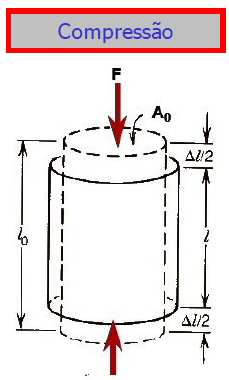 Compressão
F
A₀
Δl/2
l₀
l
Δl/2